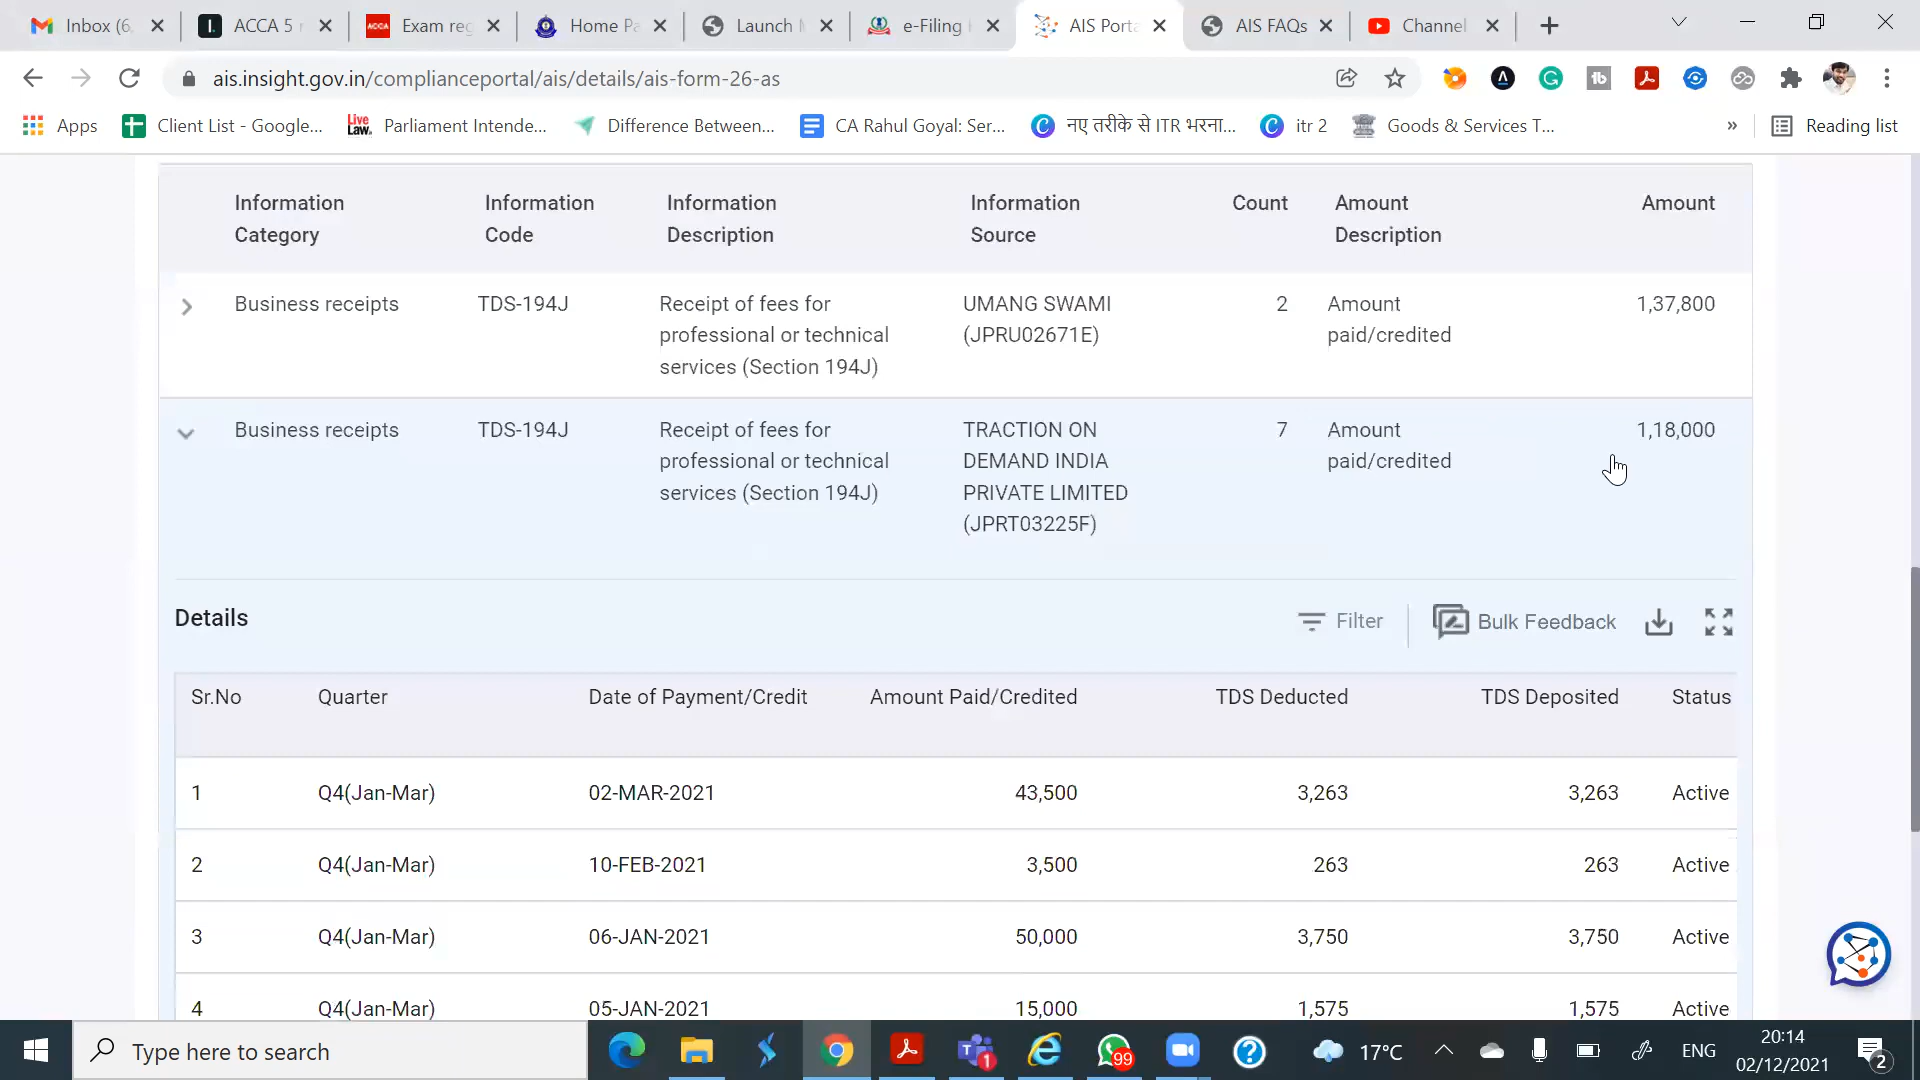 Inbox (6, ACCA 5 r Exam reg Home Pa Launch M e-Filing H AIS Porta AIS FAQs Channel
ais.insight.gov.in/complianceportal/ais/details/ais-form-26-as
Apps Client List - Google... Live Law. Parliament Intende... Difference Between... CA Rahul Goyal: Ser... नए तरीके से ITR भरना... itr 2 Goods & Services T... » Reading list
Information Category Information Code Information Description Information Source Count Amount Description Amount
Business receipts TDS-194J Receipt of fees for UMANG SWAMI 2 Amount 1,37,800
professional or technical (JPRU02671E) paid/credited
services (Section 194J)
Business receipts TDS-194J Receipt of fees for TRACTION ON 7 Amount 1,18,000
professional or technical DEMAND INDIA paid/credited
services (Section 194J) PRIVATE LIMITED
(JPRT03225F)
Details Filter Bulk Feedback
Sr.No Quarter Date of Payment/Credit Amount Paid/Credited TDS Deducted TDS Deposited Status
1 Q4(Jan-Mar) 02-MAR-2021 43,500 3,263 3,263 Active
2 Q4(Jan-Mar) 10-FEB-2021 3,500 263 263 Active
3 Q4(Jan-Mar) 06-JAN-2021 50,000 3,750 3,750 Active
4 Q4(Jan-Mar) 05-JAN-2021 15,000 1,575 1,575 Active
Type here to search 1 99 17°C ENG 20:14
02/12/2021 2